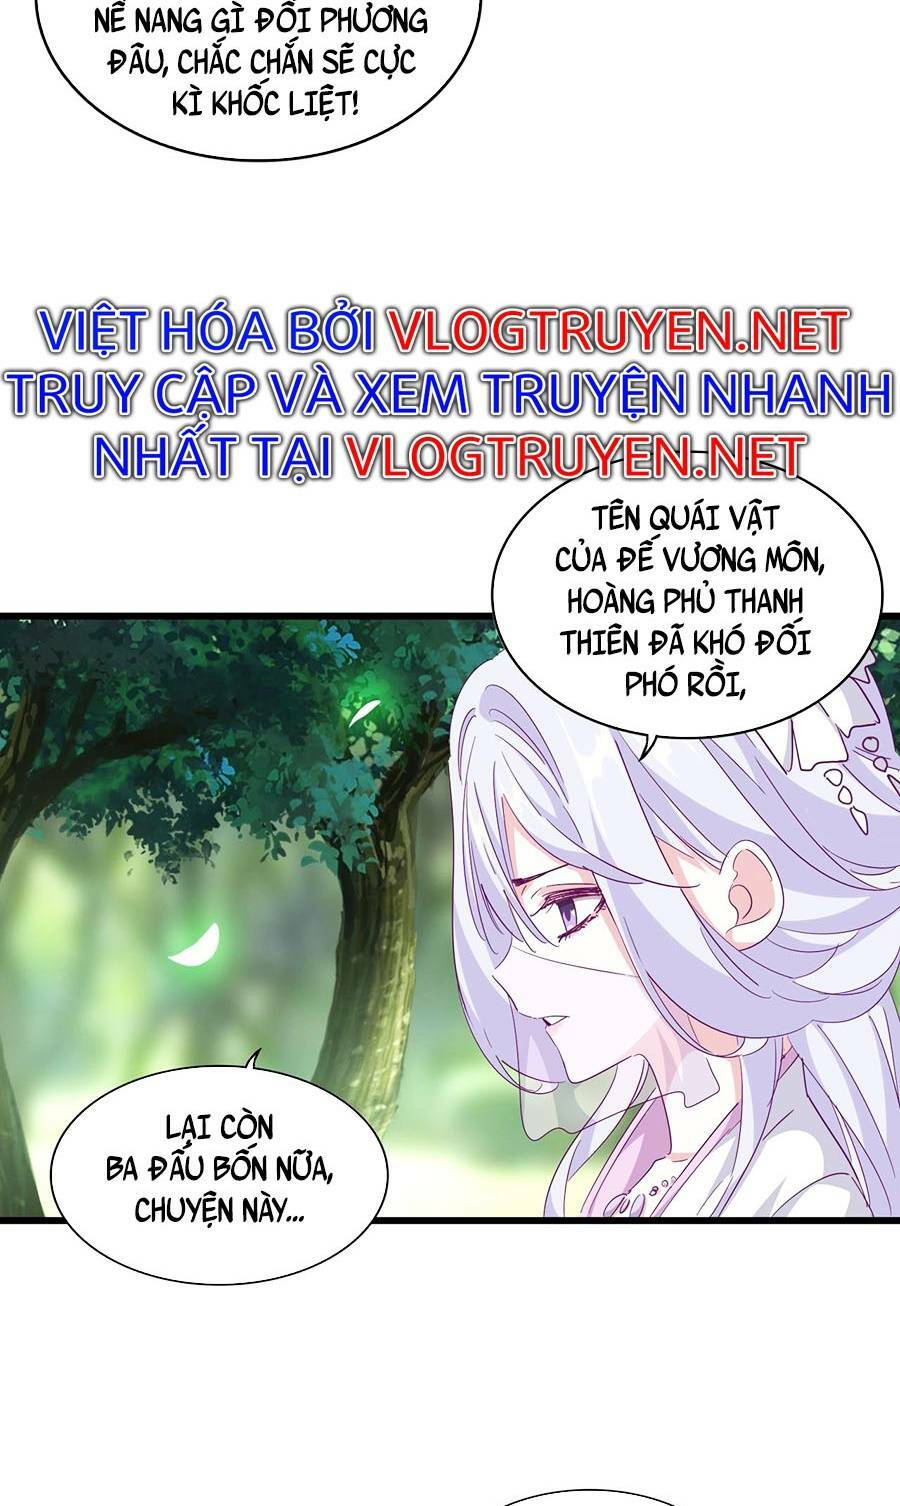 NỂ NANG GÌ ĐỐI PHƯƠNG
ĐÂU, CHẮC CHẮN SẼ CỰC
KÌ KHỐC LIỆT!
VIỆT HÓA BỞI VLOGTRUYEN.NET
TRUY CẬP VÀ XEM TRUYỆN NHANH
NHẤT TẠI VLOGTRUYEN.NET
TÊN QUÁI VẬT
CỦA ĐẾ VƯƠNG MÔN,
HOÀNG PHỦ THANH
THIÊN ĐÃ KHÓ ĐỐI
PHÓ RỒI,
LẠI CÒN
BA ĐẤU BỐN NỮA,
CHUYỆN NÀY...